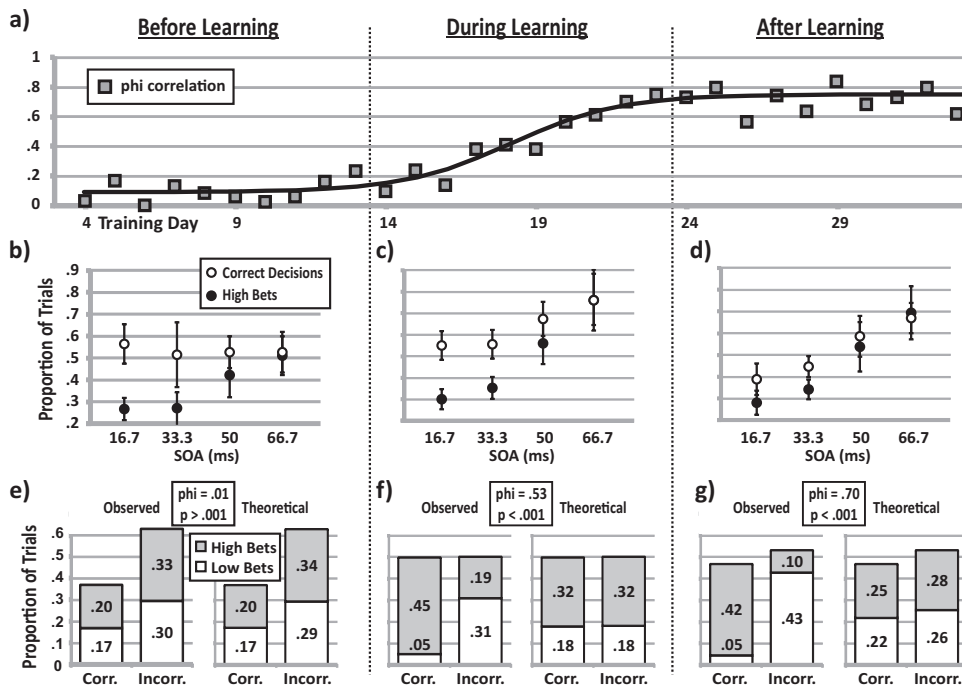 a)
Before Learning
During Learning
After Learning
1
.8
.6
.4
.2
0
phi correlation
4 Training Day 9 14 19 24 29
b)
c)
d)
Proportion of Trials
.9
.8
.7
.6
.5
.4
.3
.2
Correct Decisions
High Bets
16.7 33.3 50 66.7
SOA (ms)
16.7 33.3 50 66.7
SOA (ms)
16.7 33.3 50 66.7
SOA (ms)
e)
Observed
phi = .01
p > .001
Theoretical
f)
Observed
phi = .53
p < .001
Theoretical
g)
Observed
phi = .70
p < .001
Theoretical
Proportion of Trials
.6
.5
.4
.3
.2
0.1
0
High Bets
Low Bets
.20
.17
.33
.30
.20
.17
.34
.29
Corr. Incorr. Corr. Incorr.
.45
.05
.19
.31
.32
.18
.32
.18
Corr. Incorr. Corr. Incorr.
.42
.05
.10
.43
.25
.22
.28
.26
Corr. Incorr. Corr. Incorr.